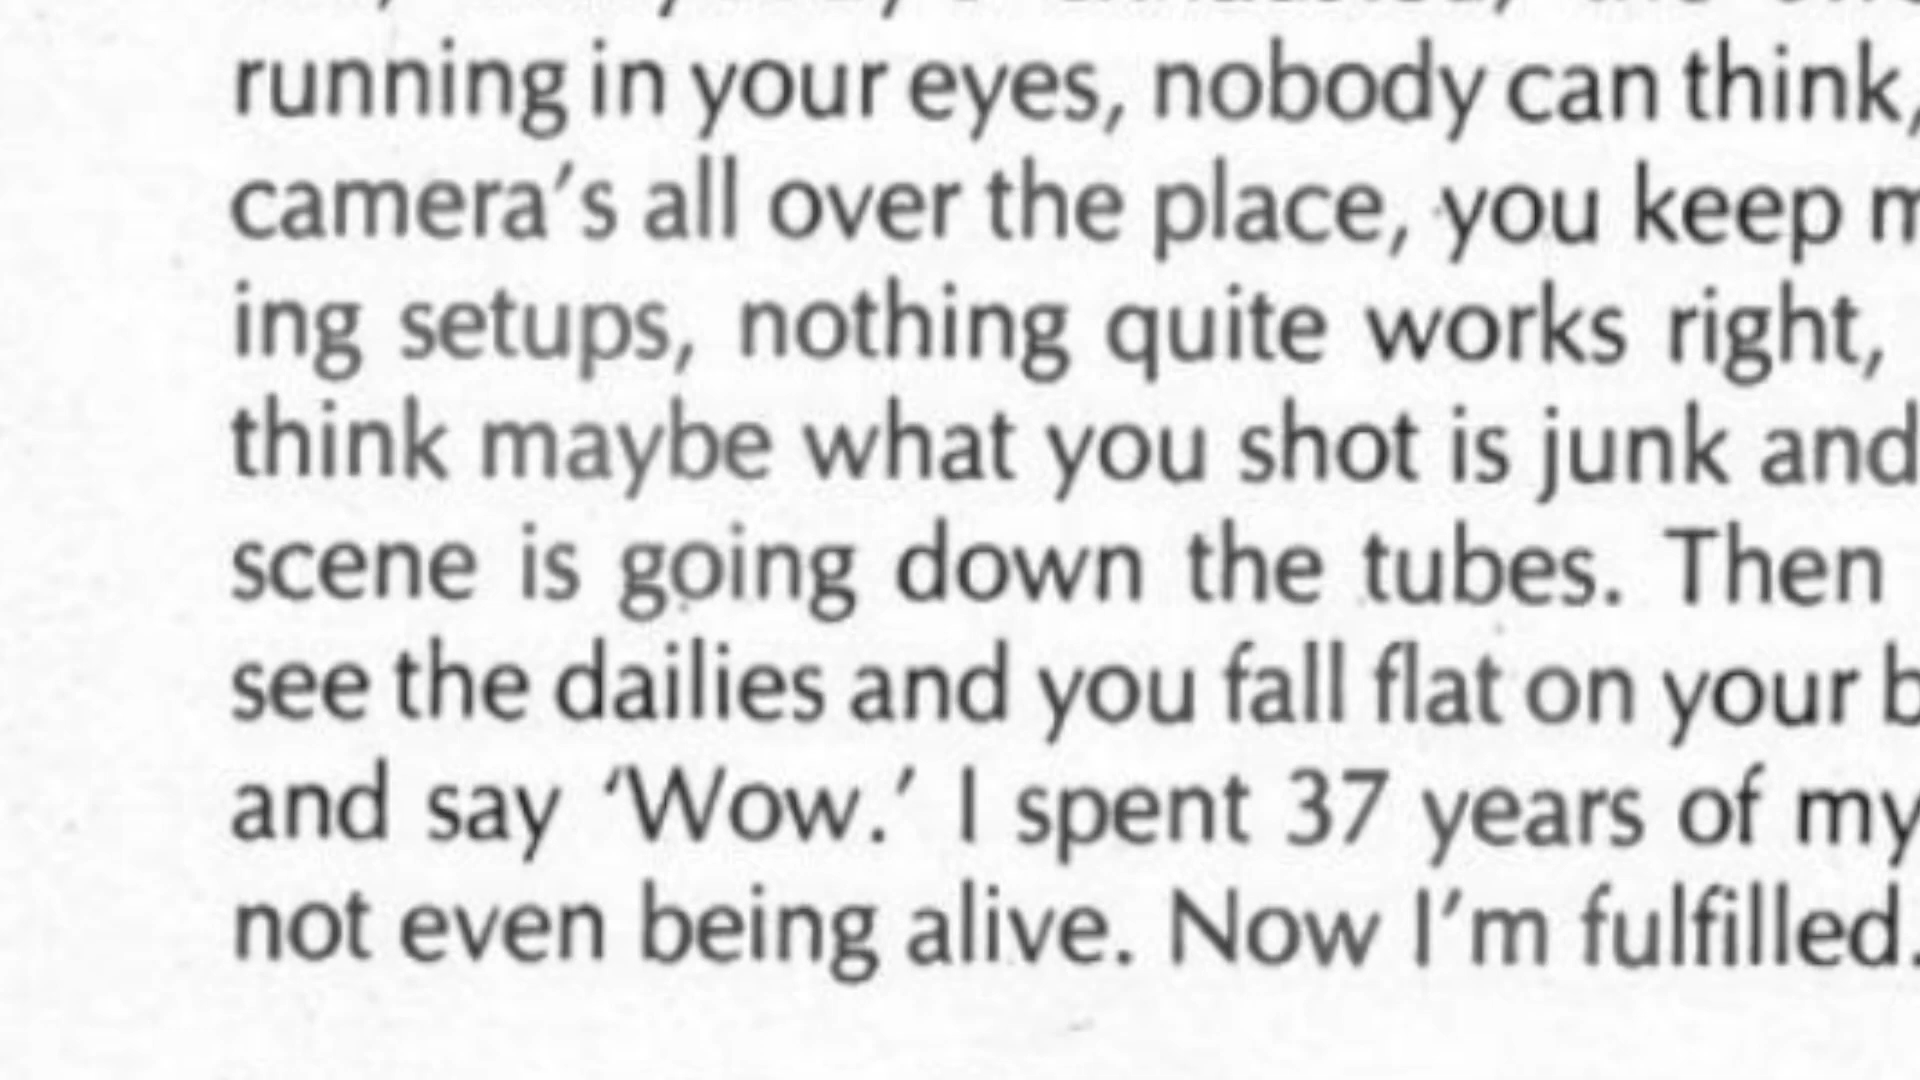 running in your eyes, nobody can think,
camera's all over the place, you keep
ing setups, nothing quite works right,
think maybe what you shot is junk and
scene is going down the tubes. Then
see the dailies and you fall flat on your
and say ‘Wow.’ I spent 37 years of my
not even being alive. Now I'm fulfilled.